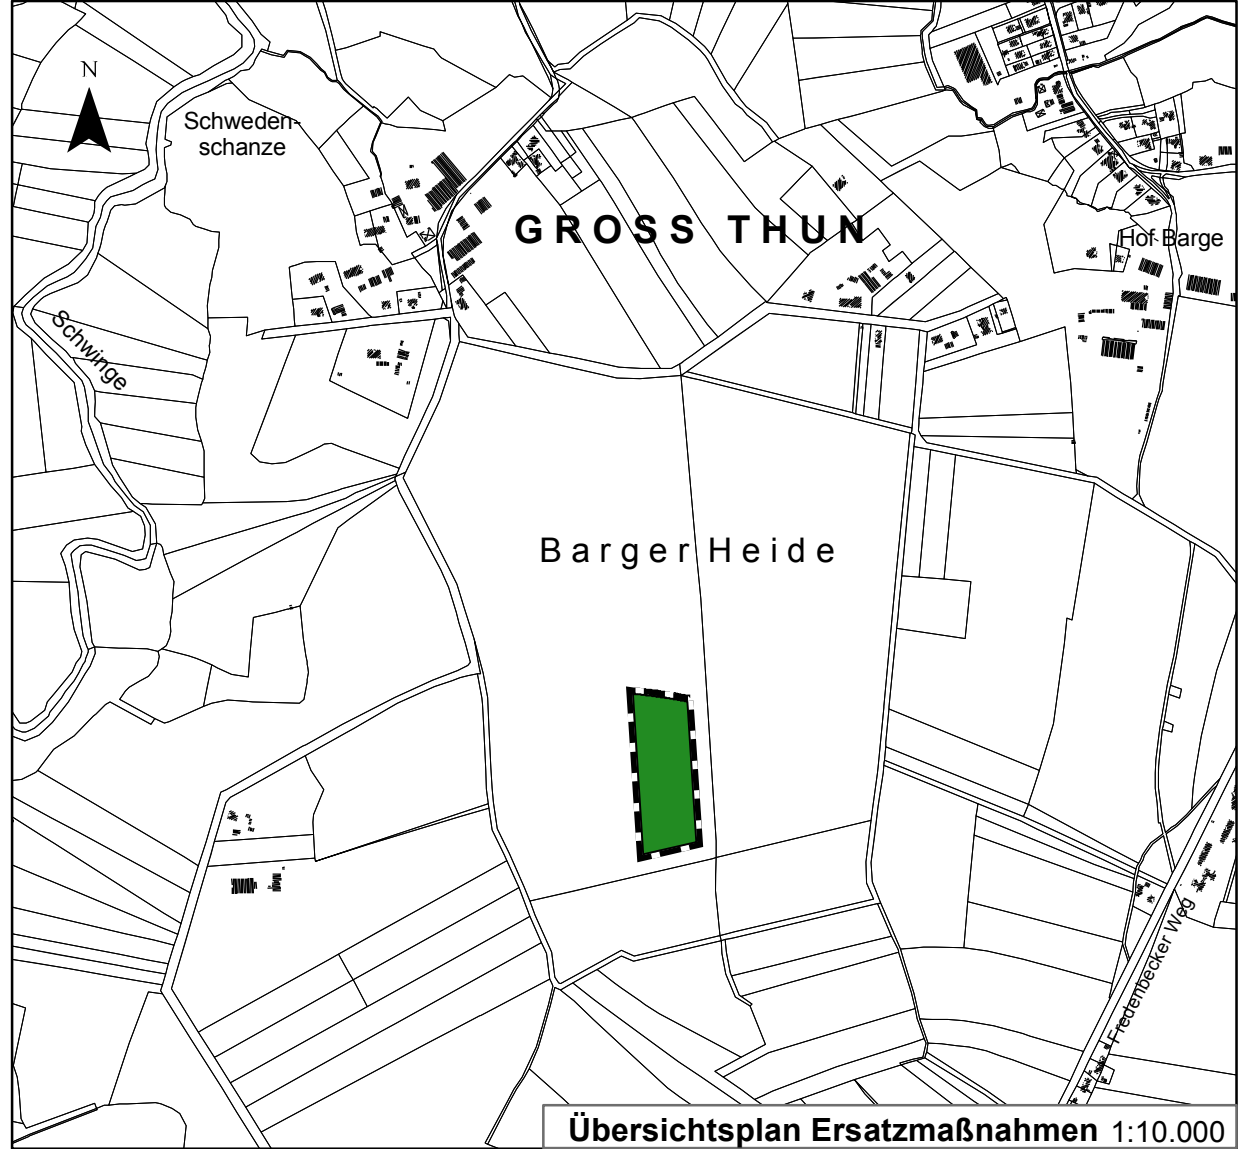 N
Schweden-
schanze
GROSS THUN
Hof Barge
Schwinge
Barger Heide
Fredenbecker Weg
Übersichtsplan Ersatzmaßnahmen 1:10.000